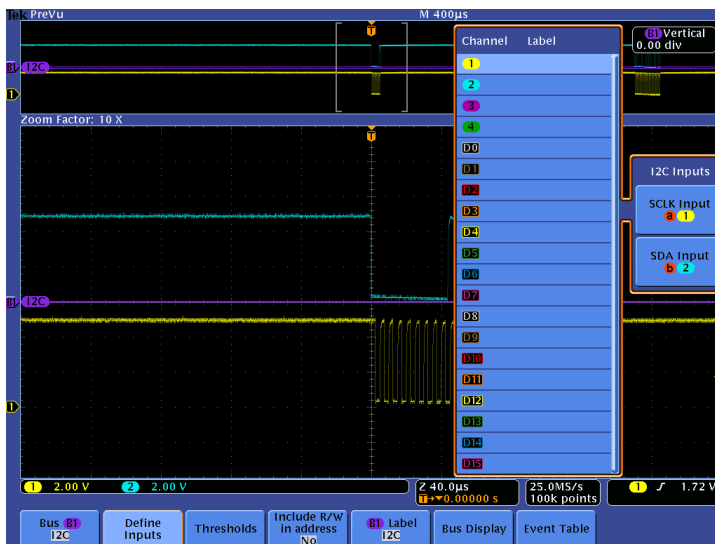 Tek PreVu M 400µs
T
B1 Vertical
0.00 div
B1 I2C
1
Zoom Factor: 10 X
T
B1 I2C
1
Channel Label
1
2
3
4
D0
D1
D2
D3
D4
D5
D6
D7
D8
D9
D10
D11
D12
D13
D14
D15
I2C Inputs
SCLK Input
a 1
SDA Input
b 2
1 2.00 V 2 2.00 V
Z 40.0µs
T→▼0.00000 s
25.0MS/s
100k points
1 1.72 V
Bus B1
I2C
Define
Inputs
Thresholds
Include R/W
in address
No
B1 Label
I2C
Bus Display
Event Table